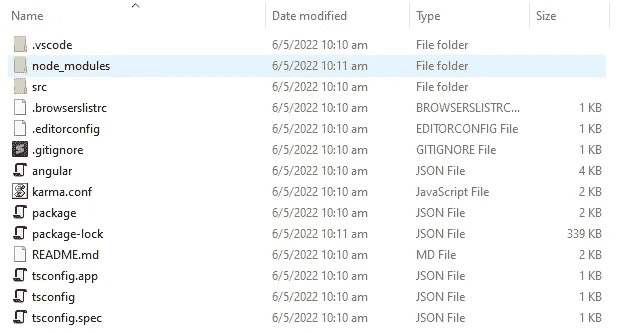 Name Date modified Type Size
.vscode 6/5/2022 10:10 am File folder
node_modules 6/5/2022 10:11 am File folder
src 6/5/2022 10:10 am File folder
.browserslistrc 6/5/2022 10:10 am BROWSERSLISTRC... 1 KB
.editorconfig 6/5/2022 10:10 am EDITORCONFIG File 1 KB
.gitignore 6/5/2022 10:10 am GITIGNORE File 1 KB
angular 6/5/2022 10:10 am JSON File 4 KB
karma.conf 6/5/2022 10:10 am JavaScript File 2 KB
package 6/5/2022 10:10 am JSON File 2 KB
package-lock 6/5/2022 10:11 am JSON File 339 KB
README.md 6/5/2022 10:10 am MD File 2 KB
tsconfig.app 6/5/2022 10:10 am JSON File 1 KB
tsconfig 6/5/2022 10:10 am JSON File 1 KB
tsconfig.spec 6/5/2022 10:10 am JSON File 1 KB